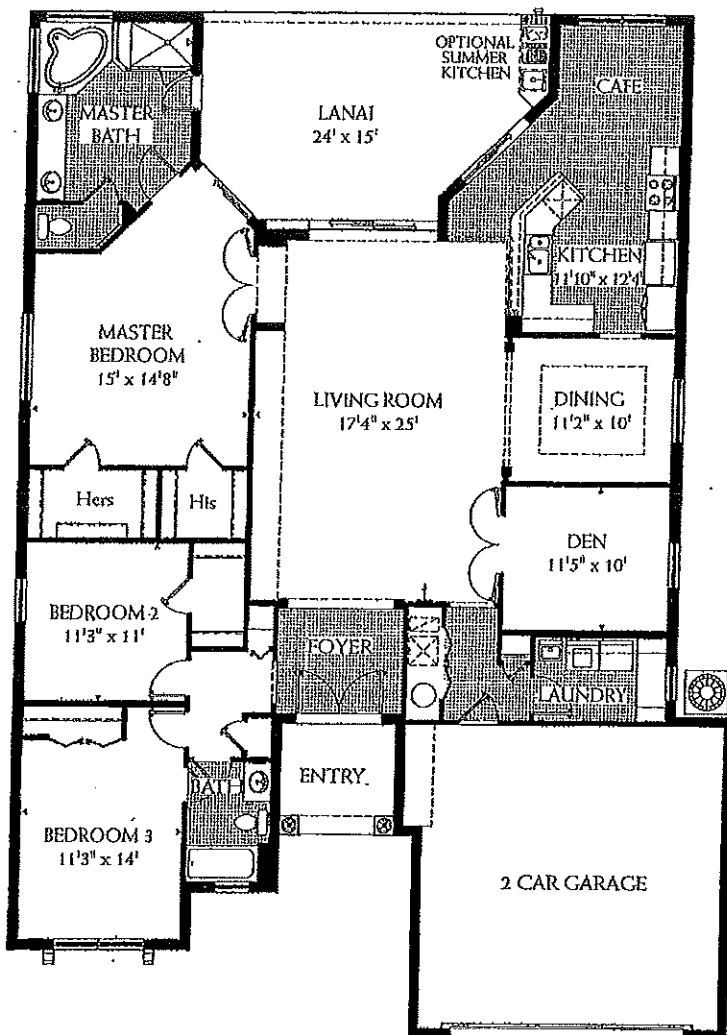 OPTIONAL
SUMMER
KITCHEN
CAFE
MASTER
BATH
LANAI
24' x 15'
KITCHEN
11'10" x 12'4"
MASTER
BEDROOM
15' x 14'8"
LIVING ROOM
17'4" x 25'
DINING
11'2" x 10'
Hers
His
DEN
11'5" x 10'
BEDROOM 2
11'3" x 11'
FOYER
LAUNDRY
BATH
ENTRY
BEDROOM 3
11'3" x 14'
2 CAR GARAGE